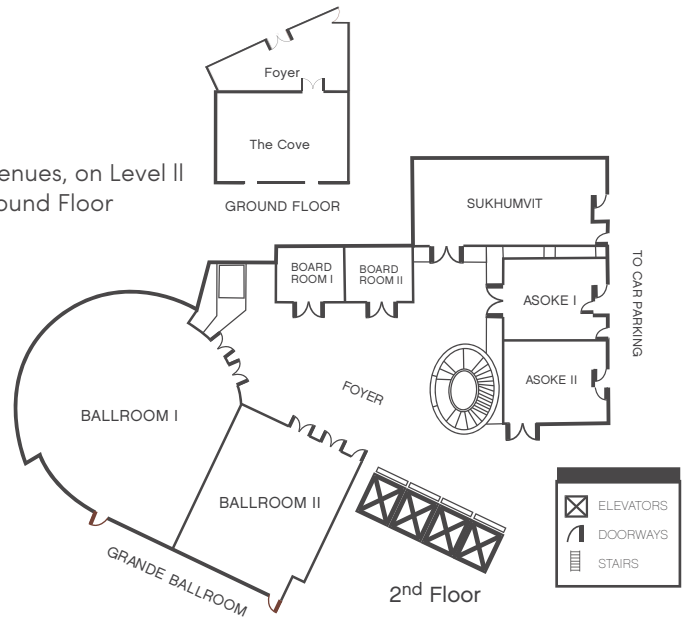 Foyer
The Cove
GROUND FLOOR
enues, on Level II
ound Floor
SUKHUMVIT
BOARD
ROOM I
BOARD
ROOM II
ASOKE I
TO CAR PARKING
ASOKE II
FOYER
BALLROOM I
BALLROOM II
GRANDE BALLROOM
2nd Floor
ELEVATORS
DOORWAYS
STAIRS